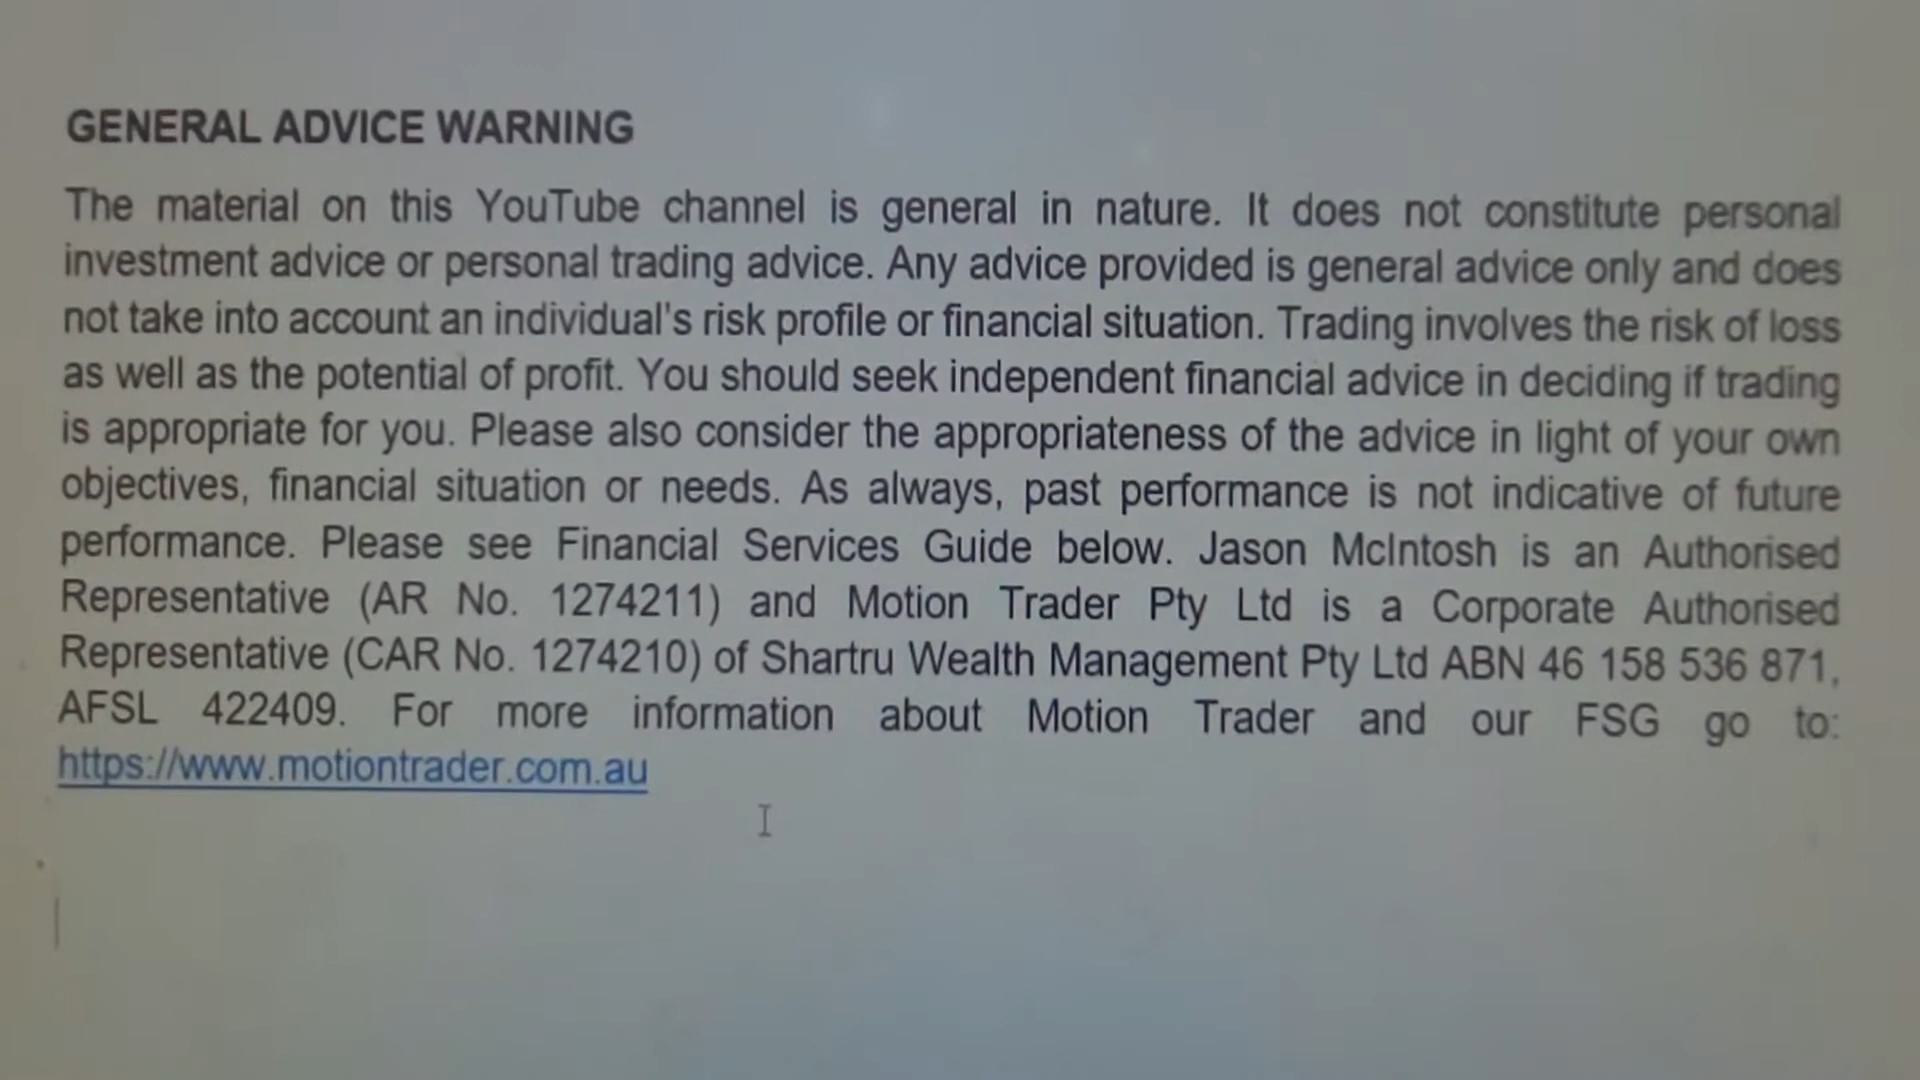 GENERAL ADVICE WARNING
The material on this YouTube channel is general in nature. It does not constitute personal
investment advice or personal trading advice. Any advice provided is general advice only and does
not take into account an individual's risk profile or financial situation. Trading involves the risk of loss
as well as the potential of profit. You should seek independent financial advice in deciding if trading
is appropriate for you. Please also consider the appropriateness of the advice in light of your own
objectives, financial situation or needs. As always, past performance is not indicative of future
performance. Please see Financial Services Guide below. Jason McIntosh is an Authorised
Representative (AR No. 1274211) and Motion Trader Pty Ltd is a Corporate Authorised
Representative (CAR No. 1274210) of Shartru Wealth Management Pty Ltd ABN 46 158 536 871,
AFSL 422409. For more information about Motion Trader and our FSG go to:
https://www.motiontrader.com.au